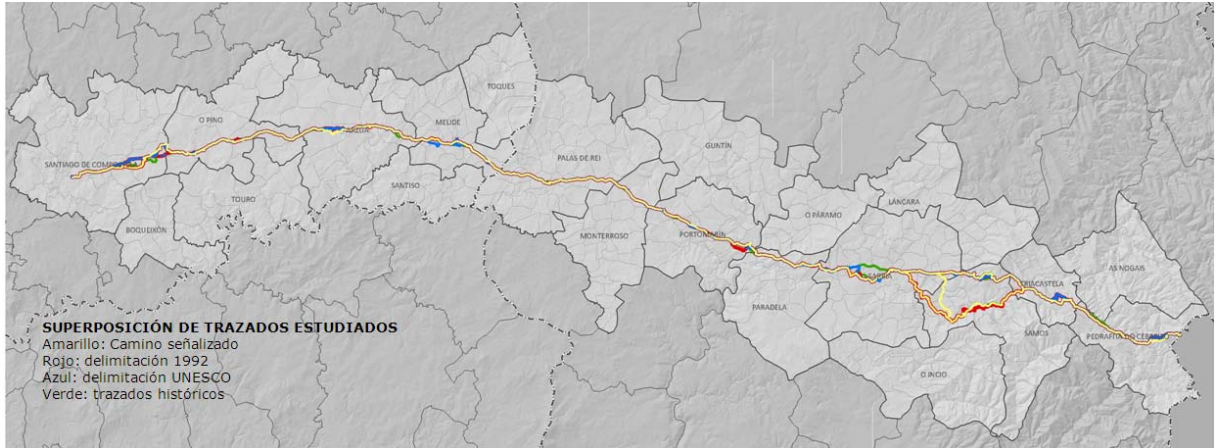 TOQUES
O PINO
MELIDE
ARZÚA
GUNTÍN
SANTIAGO DE COMPOSTELA
PALAS DE REI
SANTISO
TOURO
LÁNCARA
O PÁRAMO
BOQUEIXÓN
MONTERROSO
PORTOMARÍN
AS NOGAIS
SARRIA
TRIACASTELA
PARADELA
SUPERPOSICIÓN DE TRAZADOS ESTUDIADOS
Amarillo: Camino señalizado
Rojo: delimitación 1992
Azul: delimitación UNESCO
Verde: trazados históricos
SAMOS
PEDRAFITA DO CEBREIRO
O INCIO